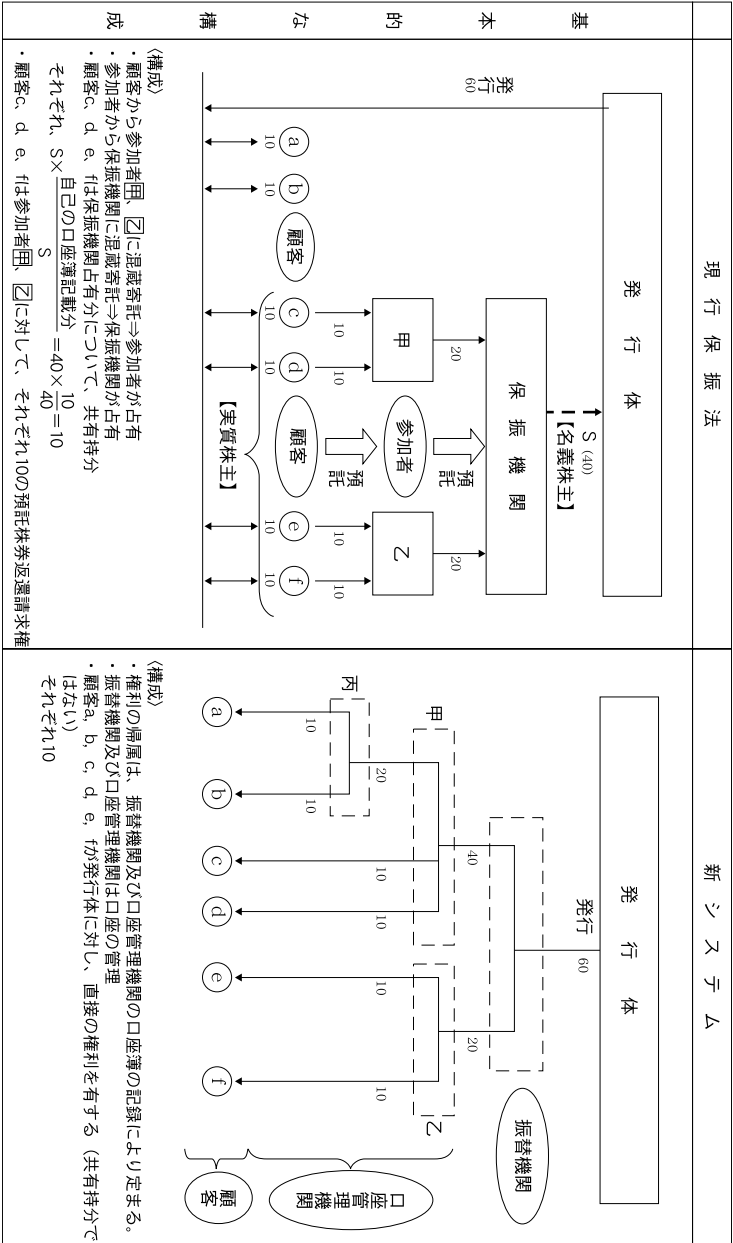 基本的な構成
現行保振法
発行体
発行
60
S (40)
【名義株主】
保振機関
20
20
預託
甲
参加者
乙
10
10
預託
10
10
a
b
顧客
c
d
顧客
e
f
10
10
10
10
10
10
【実質株主】
〈構成〉
・顧客から参加者甲、乙に混蔵寄託⇒参加者が占有
・参加者から保振機関に混蔵寄託⇒保振機関が占有
・顧客c、d、e、fは保振機関占有分について、共有持分
それぞれ、S×自己の口座簿記載分/S=40×10/40=10
・顧客c、d、e、fは参加者甲、乙に対して、それぞれ10の預託株券返還請求権
新システム
発行体
発行
60
振替機関
40
20
甲
乙
口座管理機関
丙
20
10
10
10
10
10
10
a
b
c
d
e
f
顧客
〈構成〉
・権利の帰属は、振替機関及び口座管理機関の口座簿の記録により定まる。
・振替機関及び口座管理機関は口座の管理
・顧客a, b, c, d, e, fが発行体に対し、直接の権利を有する（共有持分で
はない）
それぞれ10